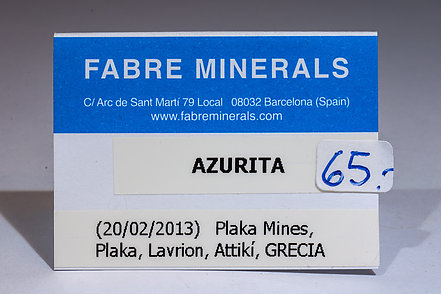 FABRE MINERALS
C/ Arc de Sant Martí 79 Local 08032 Barcelona (Spain)
www.fabreminerals.com
AZURITA
65.-
(20/02/2013) Plaka Mines,
Plaka, Lavrion, Attikí, GRECIA